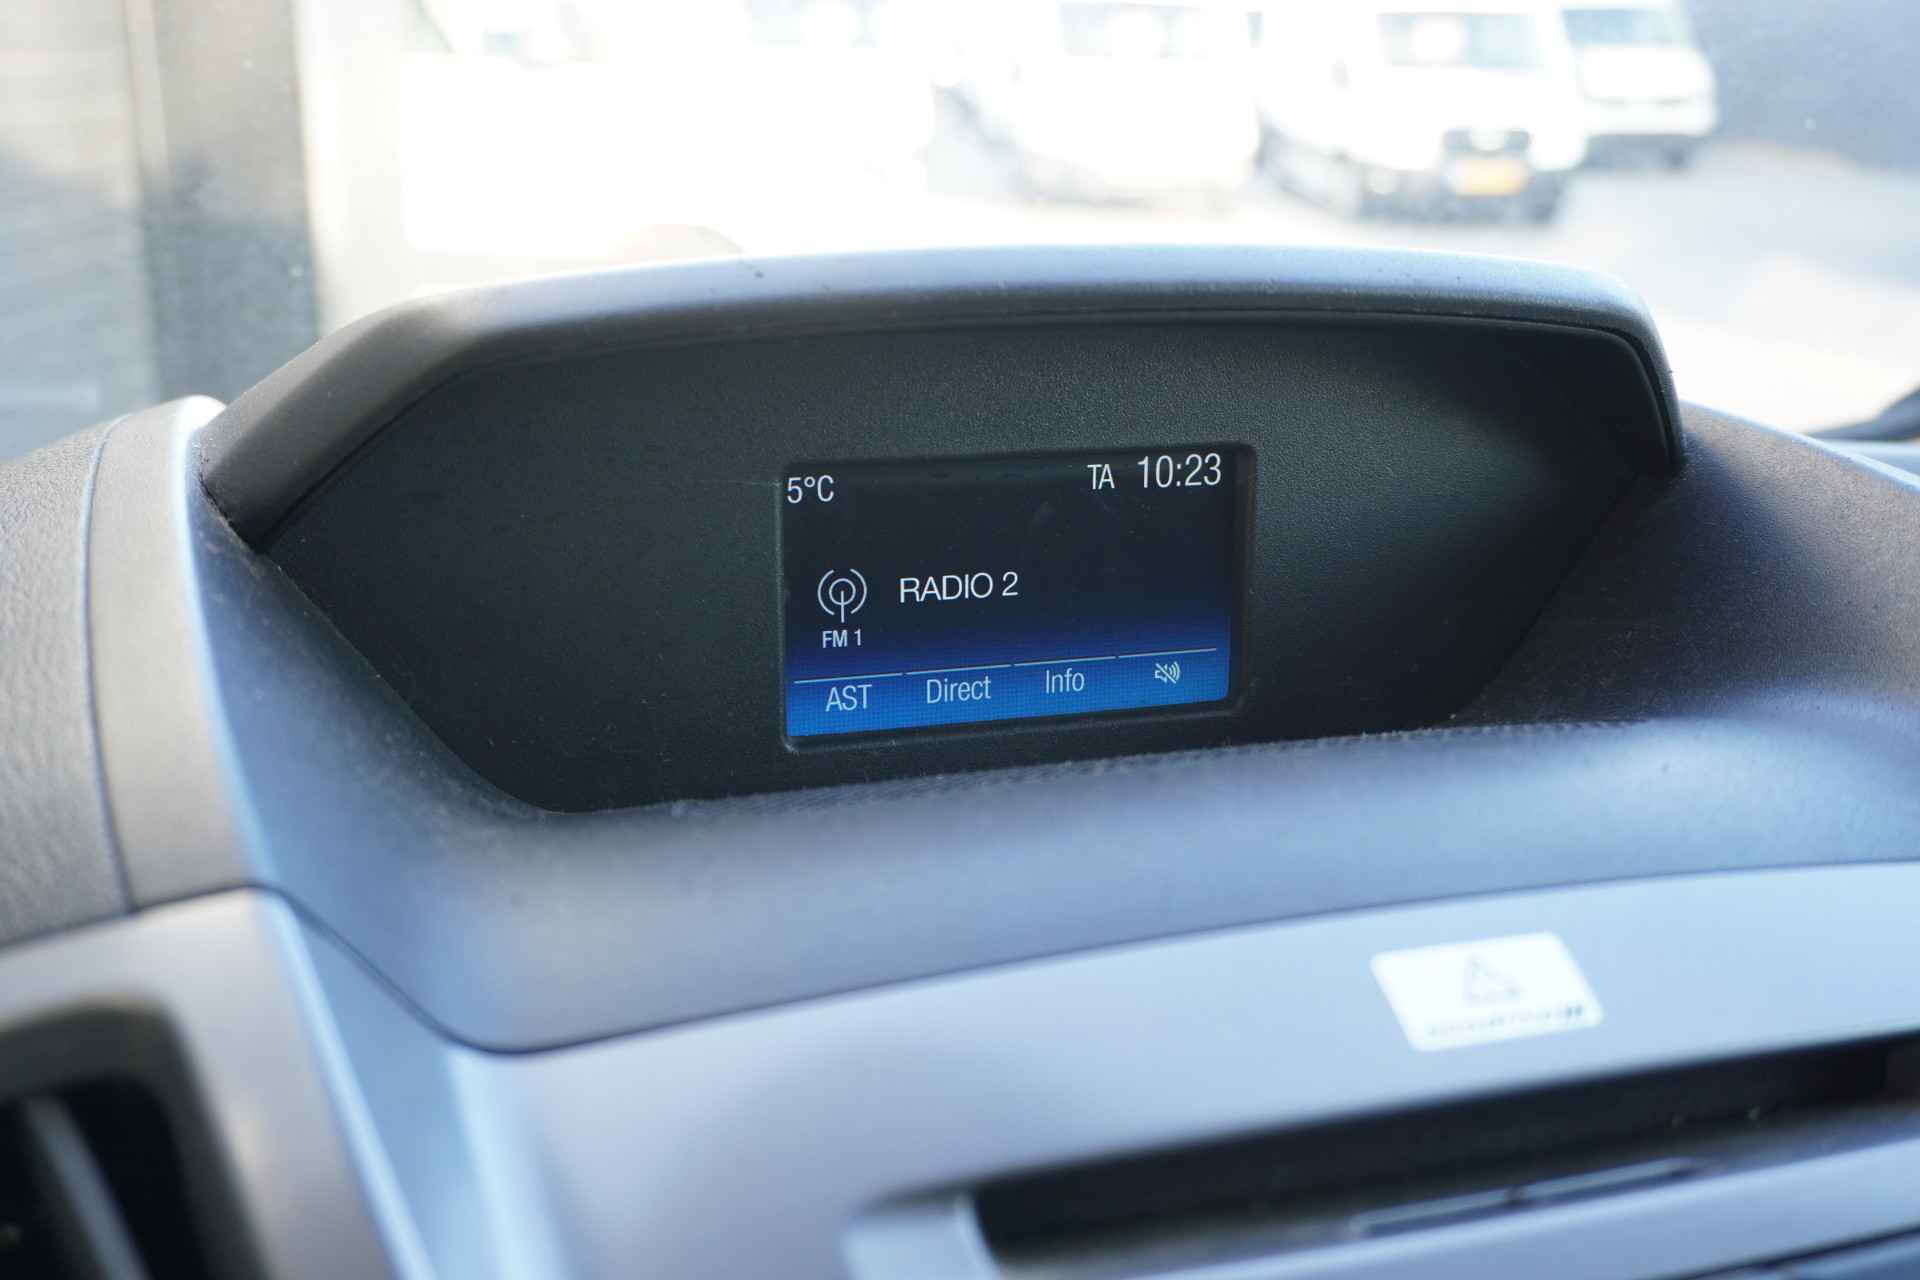 5°C TA 10:23
RADIO 2
FM 1
AST Direct Info